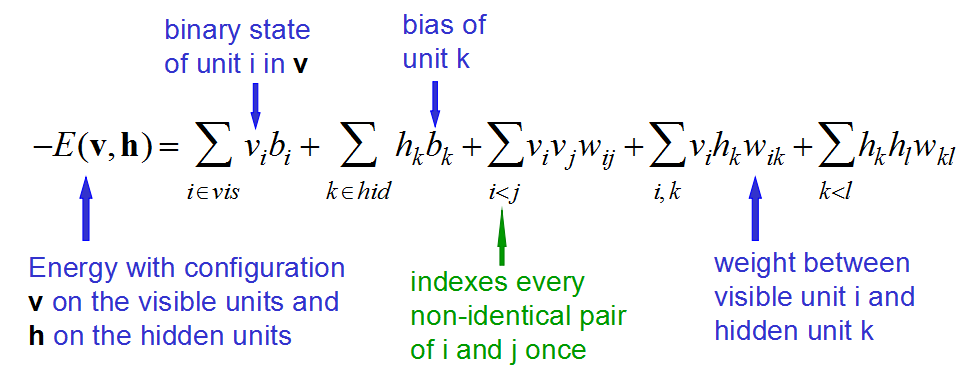 binary state
of unit i in v
bias of
unit k
−E(v,h) = ∑ v_i b_i + ∑ h_k b_k + ∑ v_i v_j w_ij + ∑ v_i h_k w_ik + ∑ h_k h_l w_kl
i∈vis k∈hid i<j i, k k<l
Energy with configuration
v on the visible units and
h on the hidden units
indexes every
non-identical pair
of i and j once
weight between
visible unit i and
hidden unit k